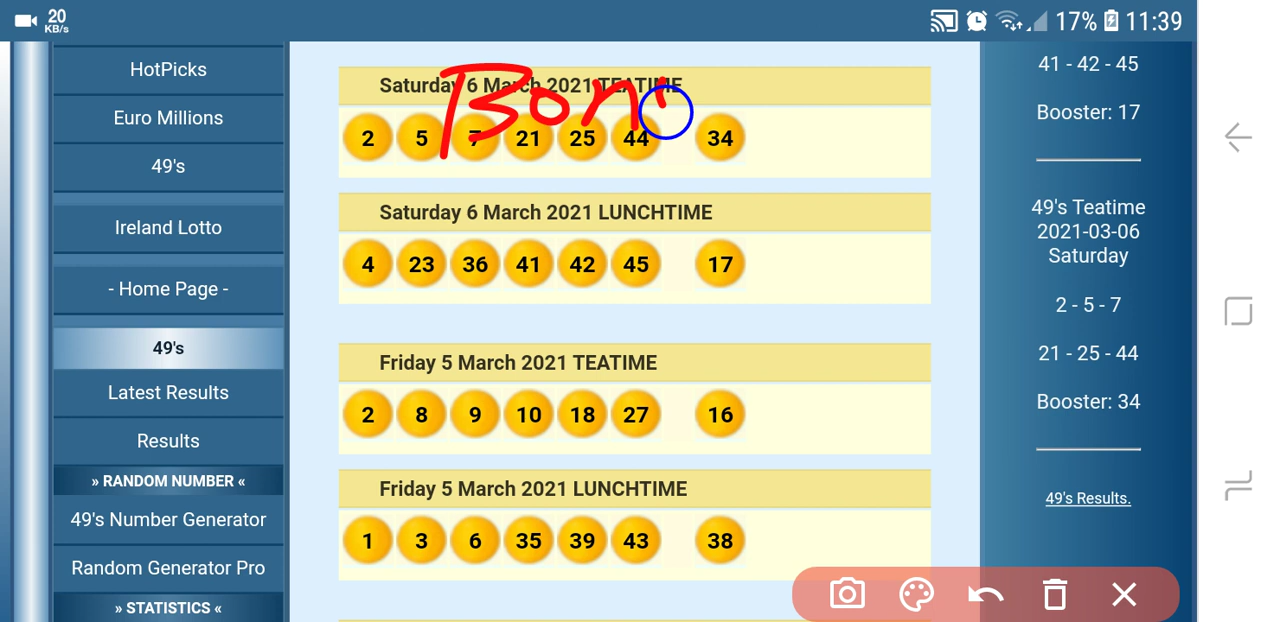 20
KB/s
17%
11:39
HotPicks
Euro Millions
49's
Ireland Lotto
- Home Page -
49's
Latest Results
Results
» RANDOM NUMBER «
49's Number Generator
Random Generator Pro
» STATISTICS «
Saturday 6 March 2021 TEATIME
Bon
2 5 7 21 25 44 34
Saturday 6 March 2021 LUNCHTIME
4 23 36 41 42 45 17
Friday 5 March 2021 TEATIME
2 8 9 10 18 27 16
Friday 5 March 2021 LUNCHTIME
1 3 6 35 39 43 38
41 - 42 - 45
Booster: 17
49's Teatime
2021-03-06
Saturday
2 - 5 - 7
21 - 25 - 44
Booster: 34
49's Results.